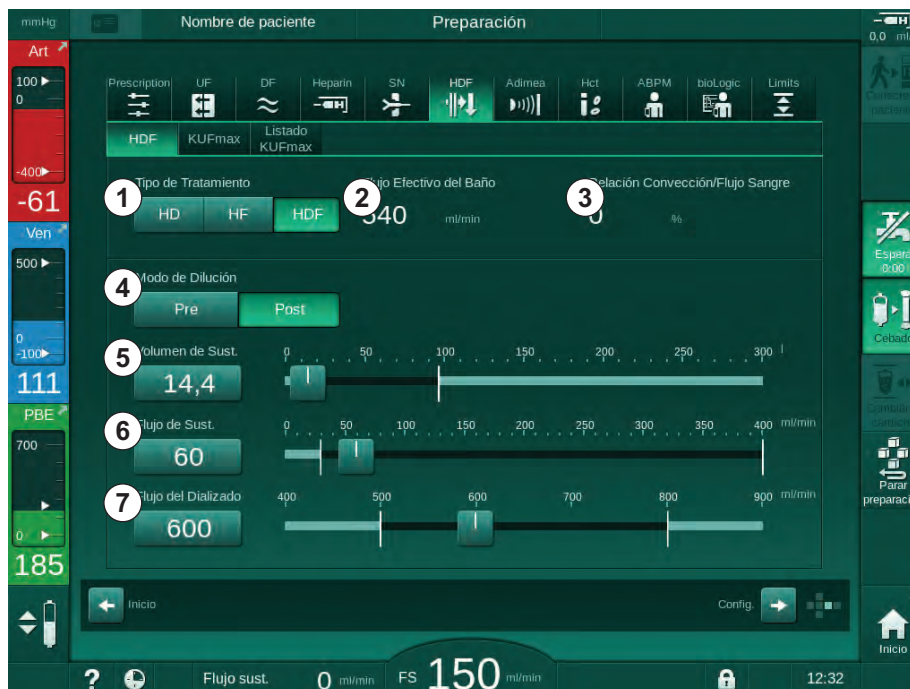 mmHg Nombre de paciente Preparación
0,0 ml
Art
100
0
-400
-61
Ven
500
0
-100
111
PBE
700
0
185
Prescription UF DF Heparin SN HDF Adimea Hct ABPM bioLogic Limits
HDF KUFmax Listado KUFmax
Tipo de Tratamiento Flujo Efectivo del Baño Relación Convección/Flujo Sangre
1 HD HF HDF 2 540 ml/min 3 0 %
Modo de Dilución
4 Pre Post
Volumen de Sust. 0 50 100 150 200 250 300 l
5 14,4
Flujo de Sust. 0 50 100 150 200 250 300 350 400 ml/min
6 60
Flujo del Dializado 400 500 600 700 800 900 ml/min
7 600
Inicio Config.
Espera
0:00
Cebado
Parar
preparació
Inicio
? Flujo sust. 0 ml/min FS 150 ml/min 12:32